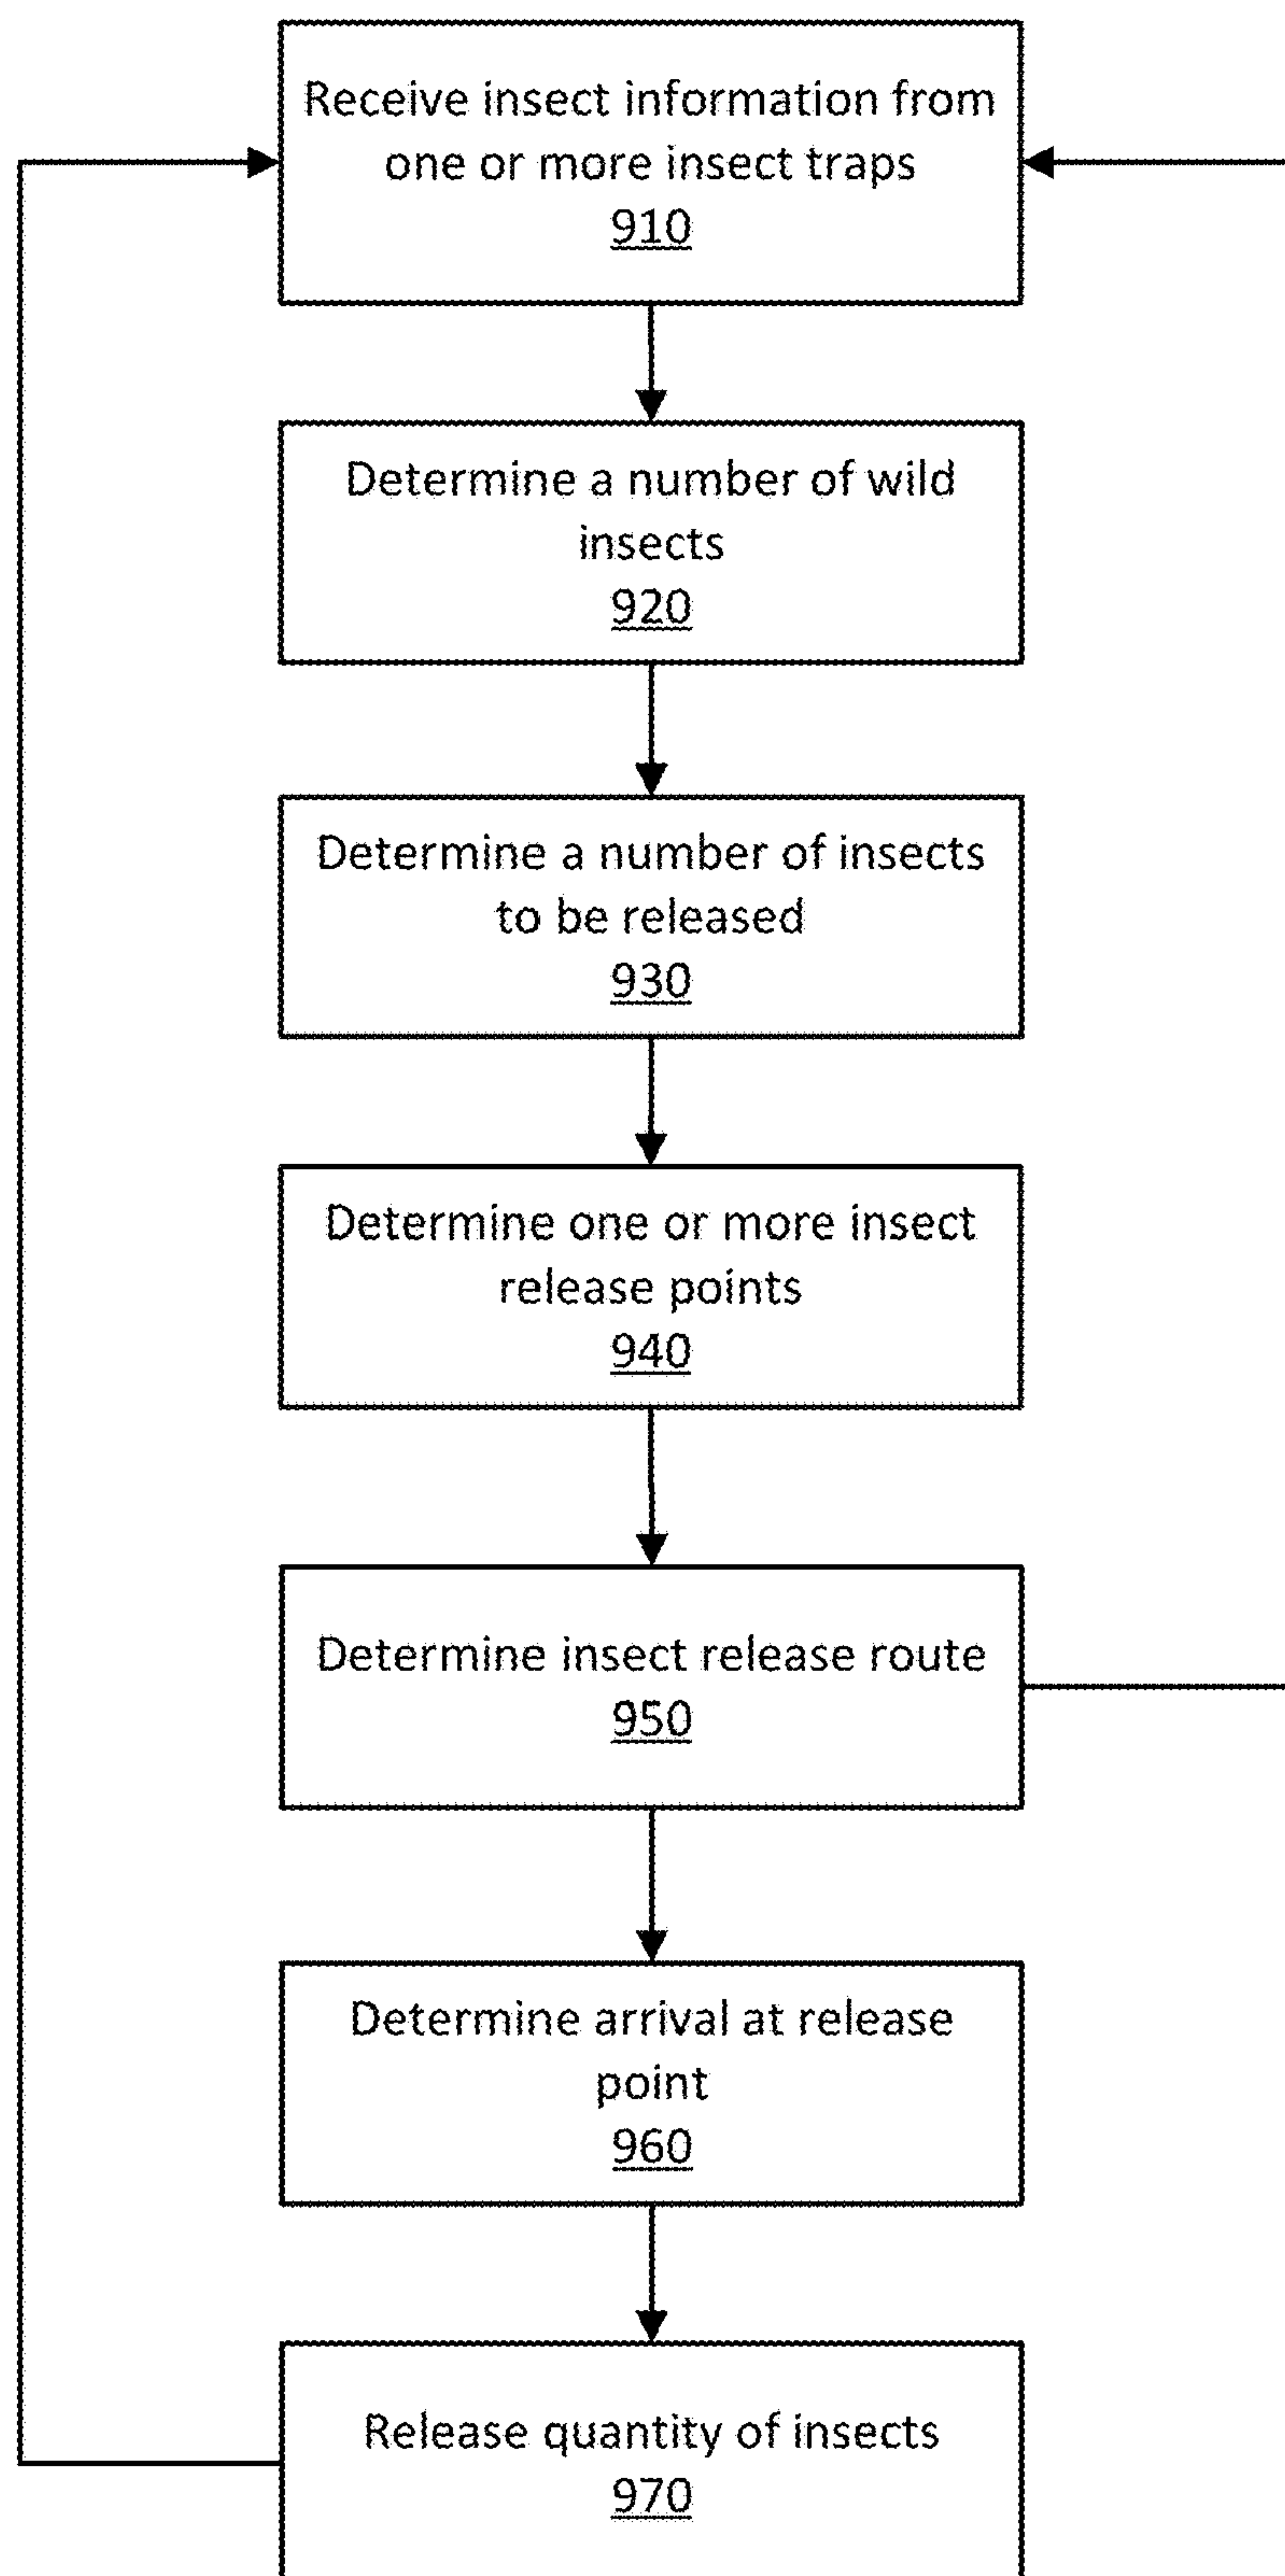 Receive insect information from
one or more insect traps
910
Determine a number of wild
insects
920
Determine a number of insects
to be released
930
Determine one or more insect
release points
940
Determine insect release route
950
Determine arrival at release
point
960
Release quantity of insects
970